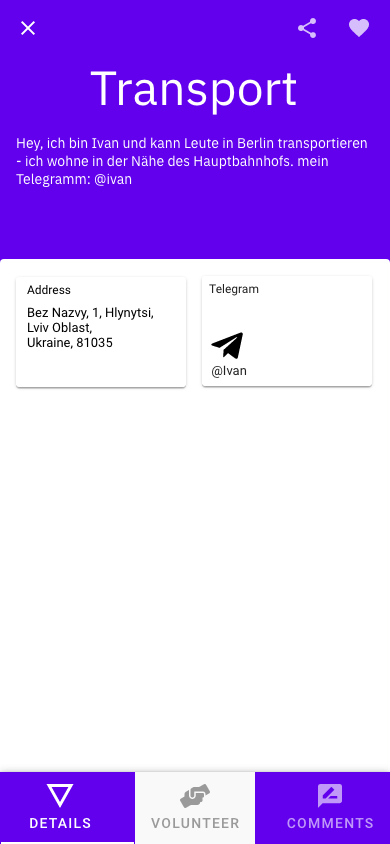 Transport
Hey, ich bin Ivan und kann Leute in Berlin transportieren
- ich wohne in der Nähe des Hauptbahnhofs. mein
Telegramm: @ivan
Address
Bez Nazvy, 1, Hlynytsi,
Lviv Oblast,
Ukraine, 81035
Telegram
@Ivan
DETAILS
VOLUNTEER
COMMENTS